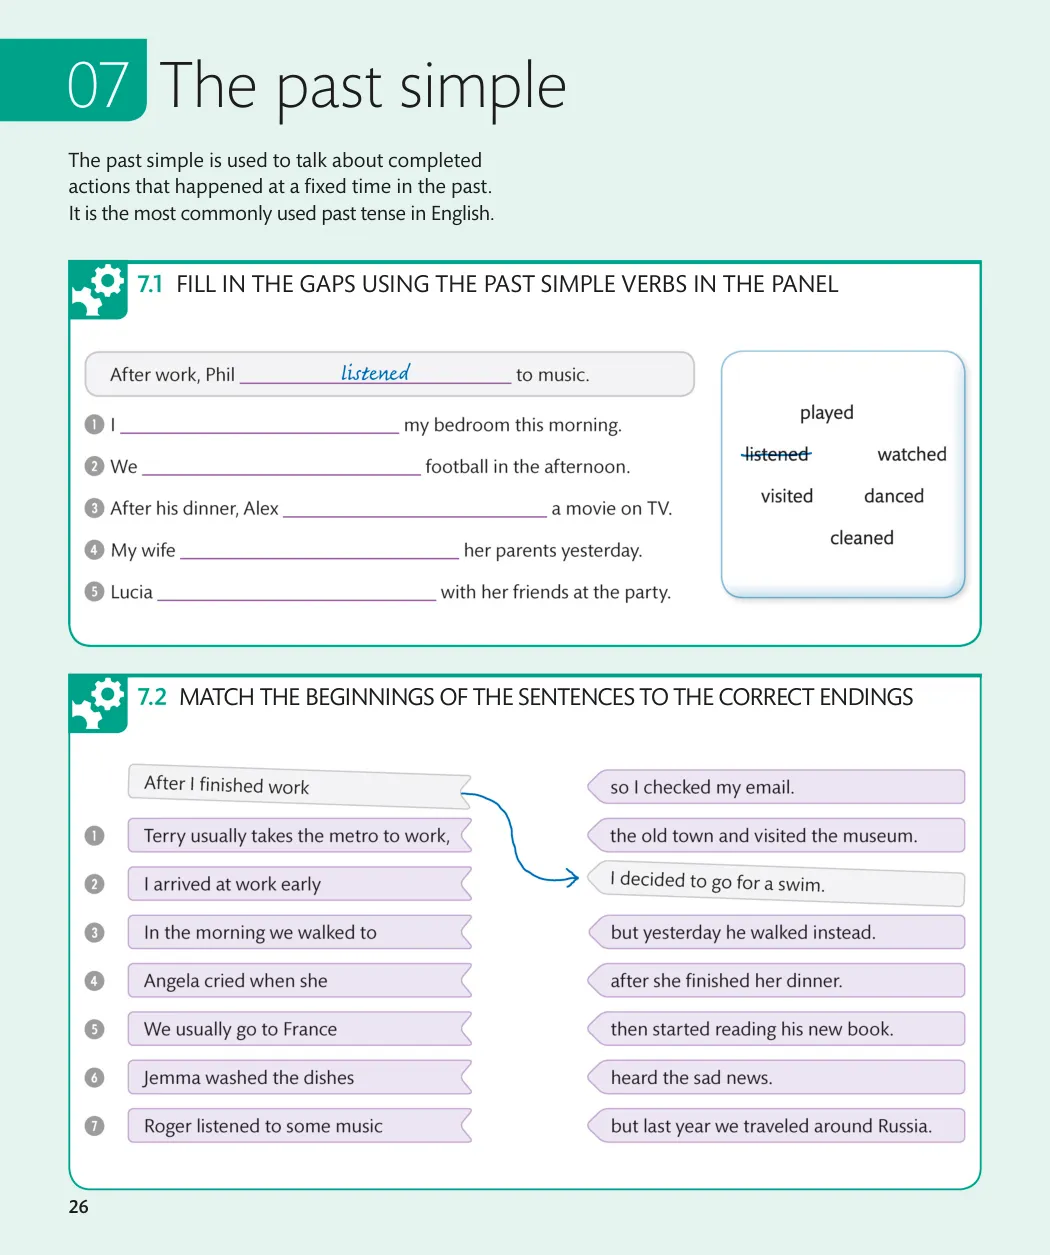 07 The past simple
The past simple is used to talk about completed
actions that happened at a fixed time in the past.
It is the most commonly used past tense in English.
7.1 FILL IN THE GAPS USING THE PAST SIMPLE VERBS IN THE PANEL
After work, Phil listened to music.
1 I ______ my bedroom this morning.
2 We ______ football in the afternoon.
3 After his dinner, Alex ______ a movie on TV.
4 My wife ______ her parents yesterday.
5 Lucia ______ with her friends at the party.
played
listened watched
visited danced
cleaned
7.2 MATCH THE BEGINNINGS OF THE SENTENCES TO THE CORRECT ENDINGS
After I finished work
so I checked my email.
1 Terry usually takes the metro to work,
the old town and visited the museum.
2 I arrived at work early
I decided to go for a swim.
3 In the morning we walked to
but yesterday he walked instead.
4 Angela cried when she
after she finished her dinner.
5 We usually go to France
then started reading his new book.
6 Jemma washed the dishes
heard the sad news.
7 Roger listened to some music
but last year we traveled around Russia.
26